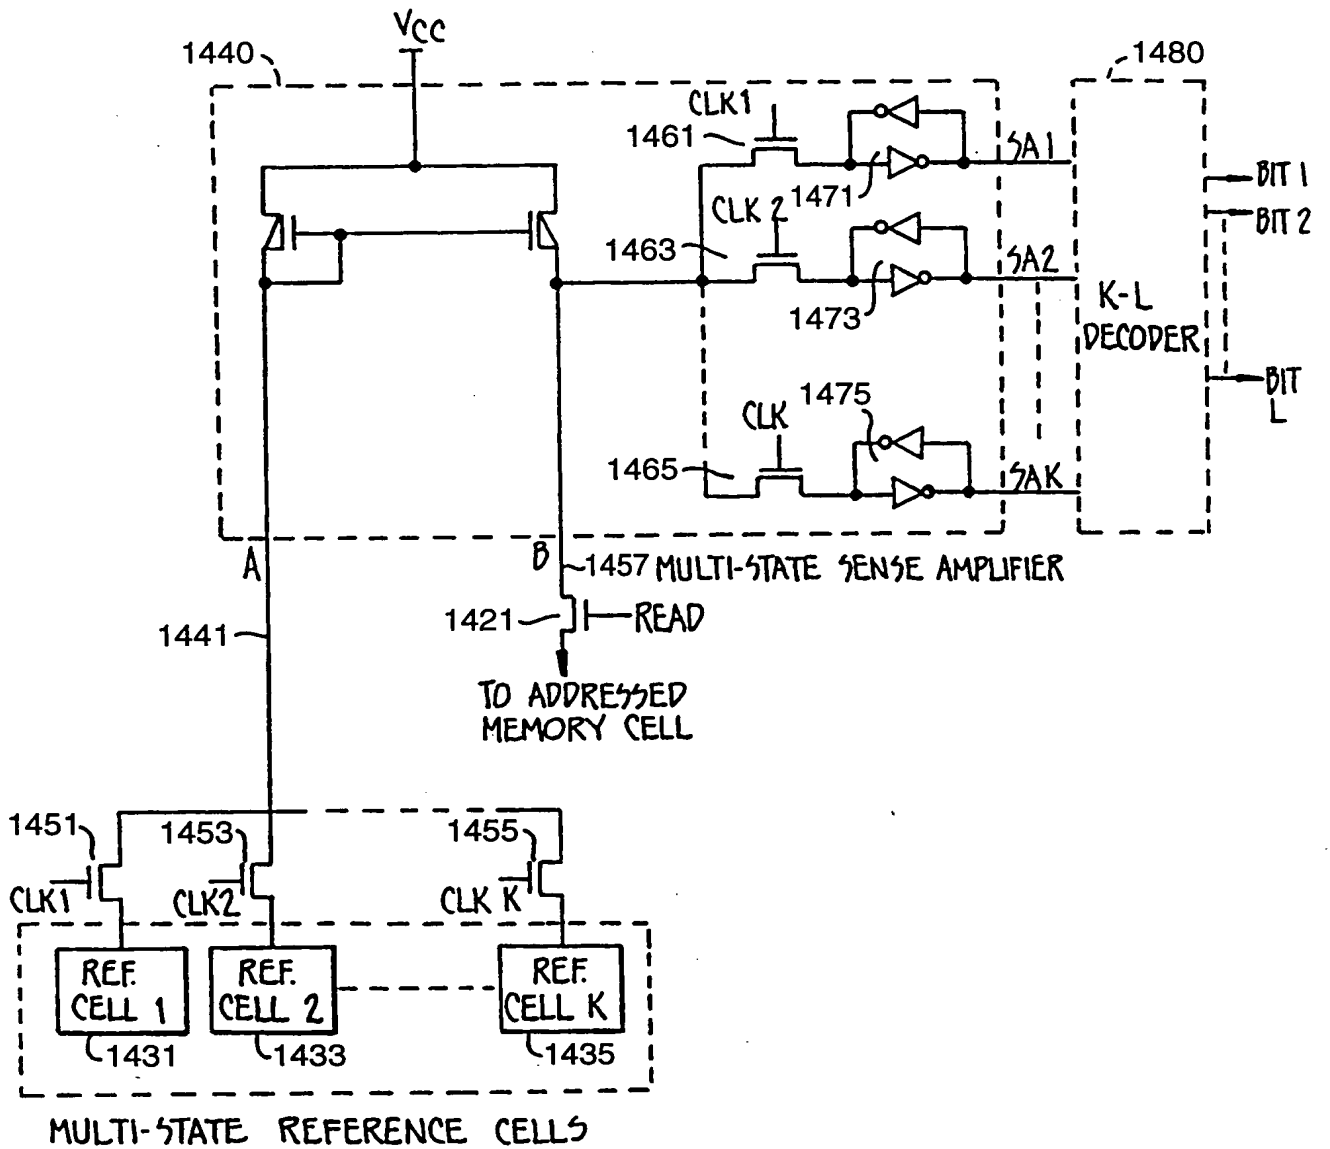 VCC
1440
1480
CLK1
1461
SA1
1471
BIT 1
CLK 2
BIT 2
1463
SA2
1473
K-L
DECODER
BIT
L
1475
CLK
1465
SAK
A
B
1457
MULTI-STATE SENSE AMPLIFIER
1421
READ
1441
TO ADDRESSED
MEMORY CELL
1451
1453
1455
CLK1
CLK2
CLK K
REF.
CELL 1
REF.
CELL 2
REF.
CELL K
1431
1433
1435
MULTI-STATE REFERENCE CELLS